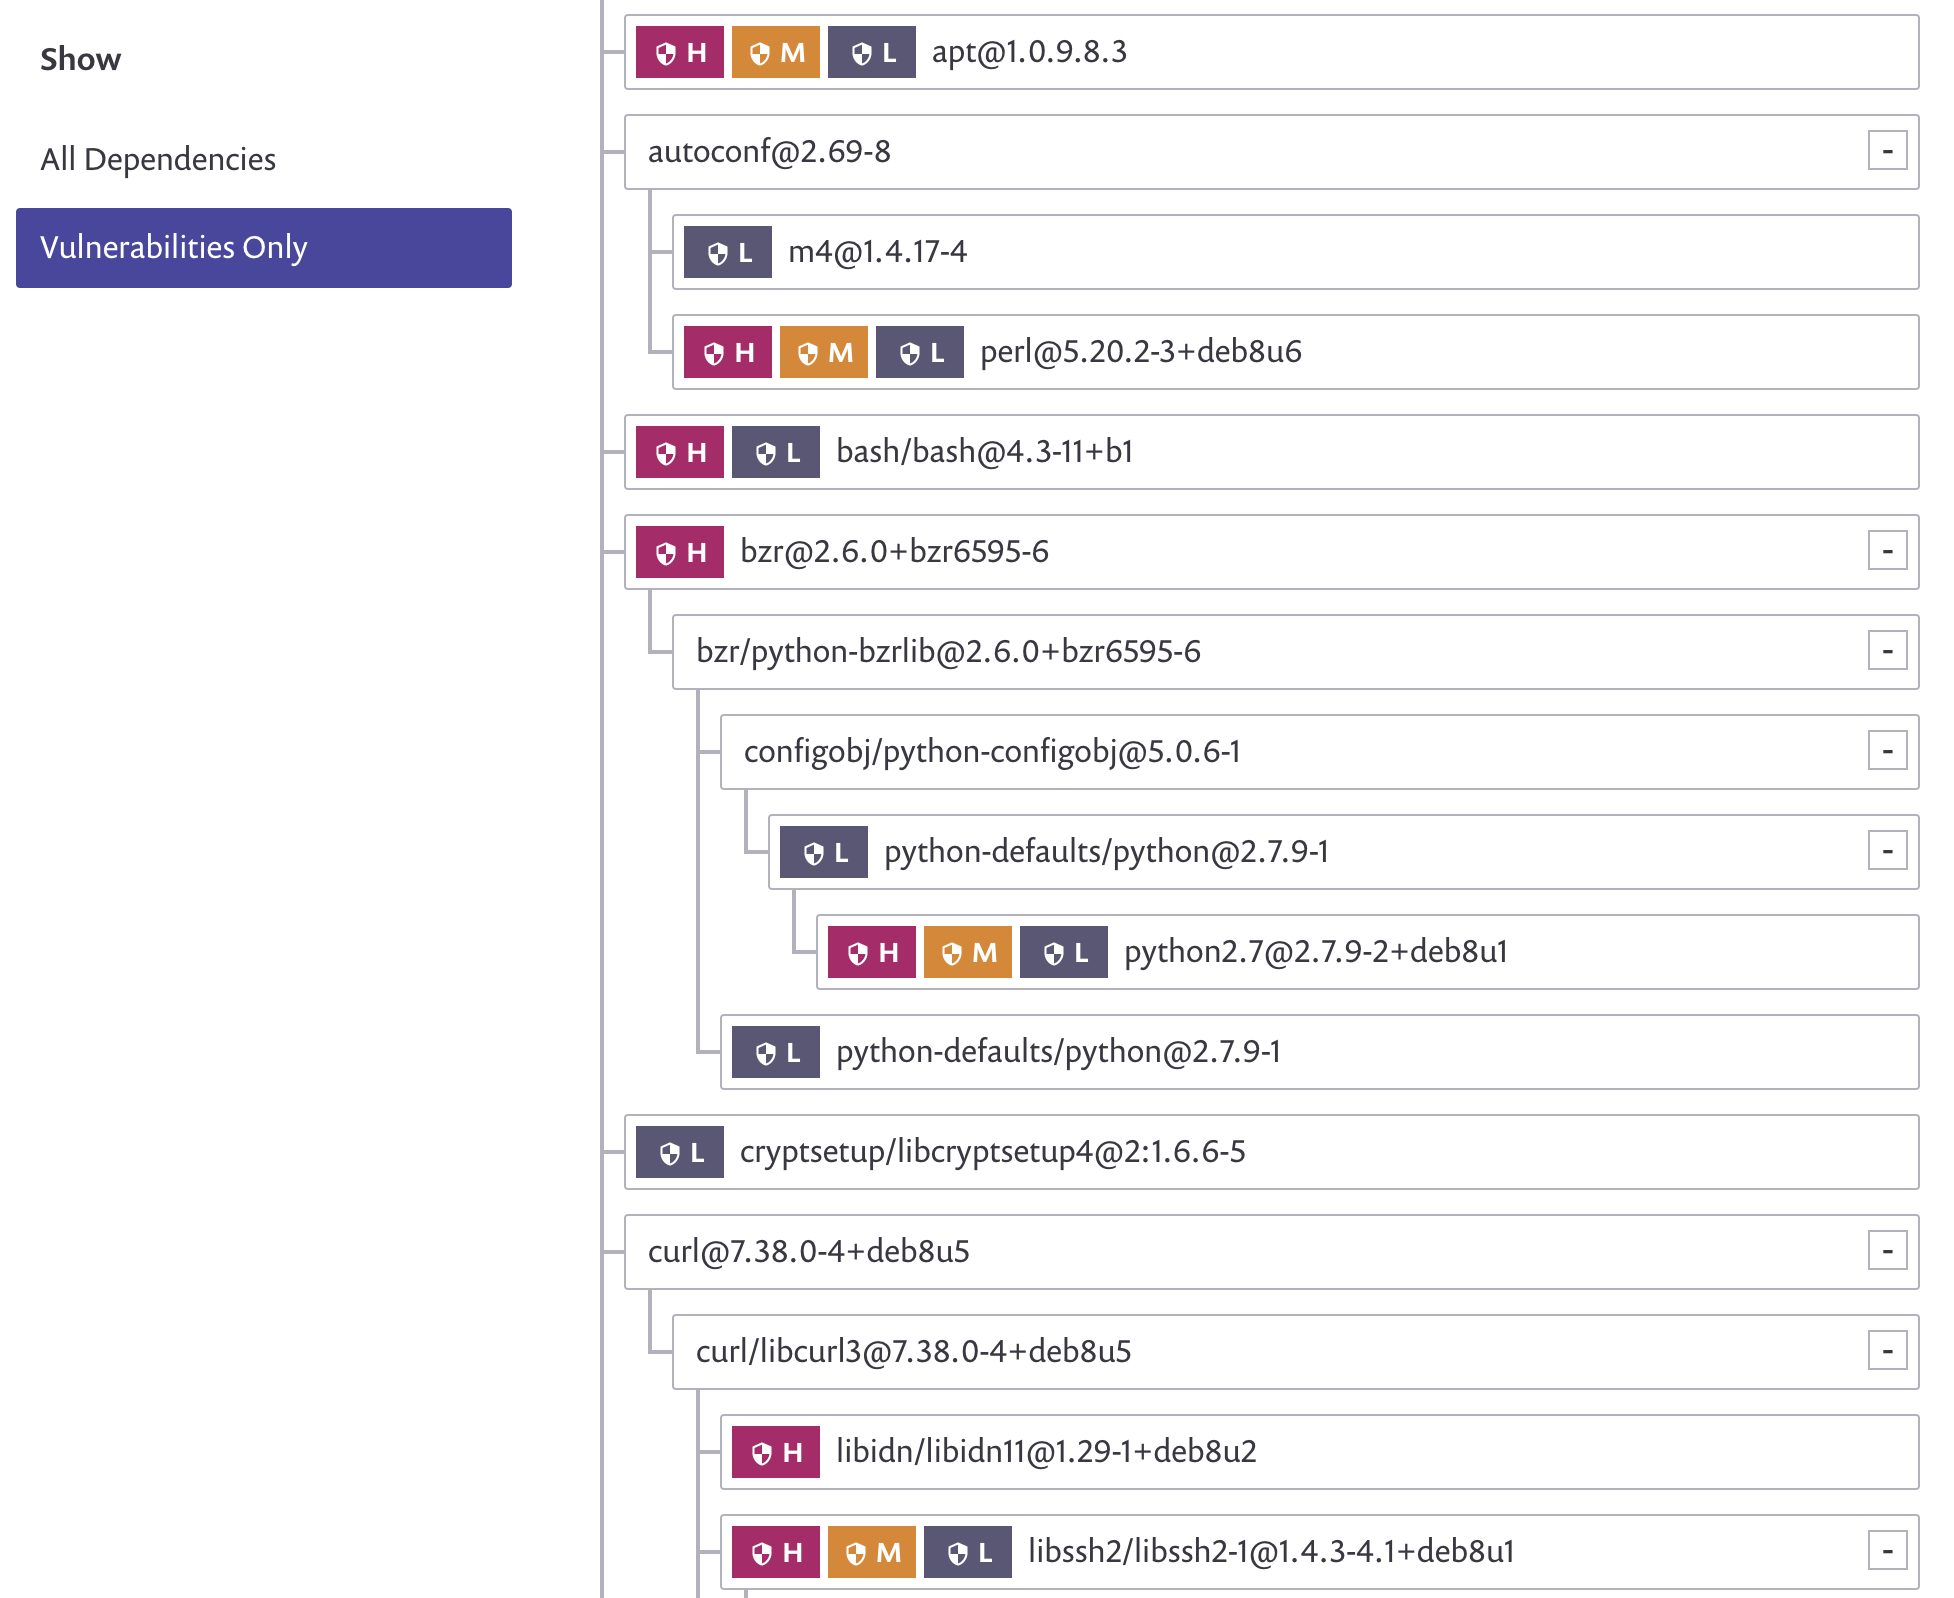 Show
All Dependencies
Vulnerabilities Only
H M L apt@1.0.9.8.3
autoconf@2.69-8 -
L m4@1.4.17-4
H M L perl@5.20.2-3+deb8u6
H L bash/bash@4.3-11+b1
H bzr@2.6.0+bzr6595-6 -
bzr/python-bzrlib@2.6.0+bzr6595-6 -
configobj/python-configobj@5.0.6-1 -
L python-defaults/python@2.7.9-1 -
H M L python2.7@2.7.9-2+deb8u1
L python-defaults/python@2.7.9-1
L cryptsetup/libcryptsetup4@2:1.6.6-5
curl@7.38.0-4+deb8u5 -
curl/libcurl3@7.38.0-4+deb8u5 -
H libidn/libidn11@1.29-1+deb8u2
H M L libssh2/libssh2-1@1.4.3-4.1+deb8u1 -